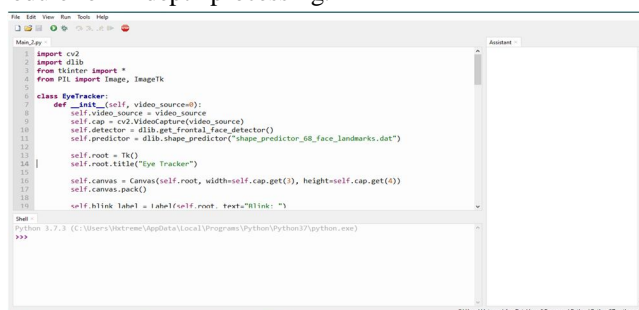 File Edit View Run Tools Help
Main_2.py
Assistant
1 import cv2
2 import dlib
3 from tkinter import *
4 from PIL import Image, ImageTk
5
6 class EyeTracker:
7 def __init__(self, video_source=0):
8 self.video_source = video_source
9 self.cap = cv2.VideoCapture(video_source)
10 self.detector = dlib.get_frontal_face_detector()
11 self.predictor = dlib.shape_predictor("shape_predictor_68_face_landmarks.dat")
12
13 self.root = Tk()
14 self.root.title("Eye Tracker")
15
16 self.canvas = Canvas(self.root, width=self.cap.get(3), height=self.cap.get(4))
17 self.canvas.pack()
18
19 self.blink_label = Label(self.root, text="Blink: ")
Shell
Python 3.7.3 (C:\Users\Hxtreme\AppData\Local\Programs\Python\Python37\python.exe)
>>>